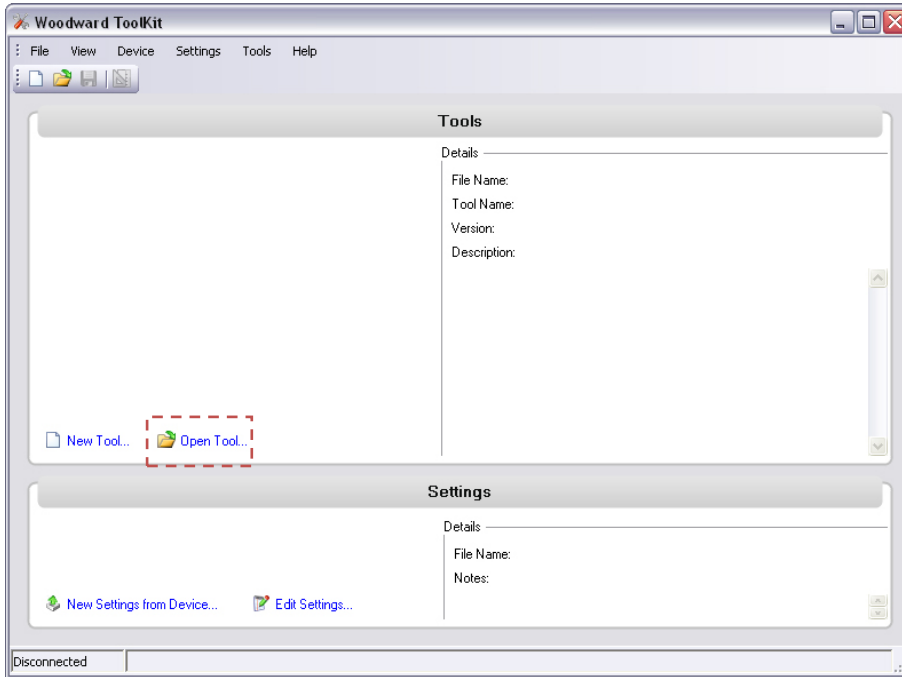 Woodward ToolKit
File View Device Settings Tools Help
Tools
Details
File Name:
Tool Name:
Version:
Description:
New Tool... Open Tool...
Settings
Details
File Name:
Notes:
New Settings from Device... Edit Settings...
Disconnected